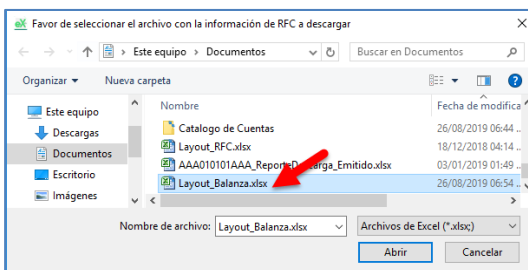 eX Favor de seleccionar el archivo con la información de RFC a descargar
Este equipo > Documentos
Buscar en Documentos
Organizar
Nueva carpeta
Este equipo
Descargas
Documentos
Escritorio
Imágenes
Nombre
Fecha de modifica
Catalogo de Cuentas
26/08/2019 06:44 ..
Layout_RFC.xlsx
18/12/2018 04:14 ..
03/01/2019 01:49 ..
Layout_Balanza.xlsx
26/08/2019 06:54 ..
Nombre de archivo:
Layout_Balanza.xlsx
Archivos de Excel (*.xlsx;)
Abrir
Cancelar